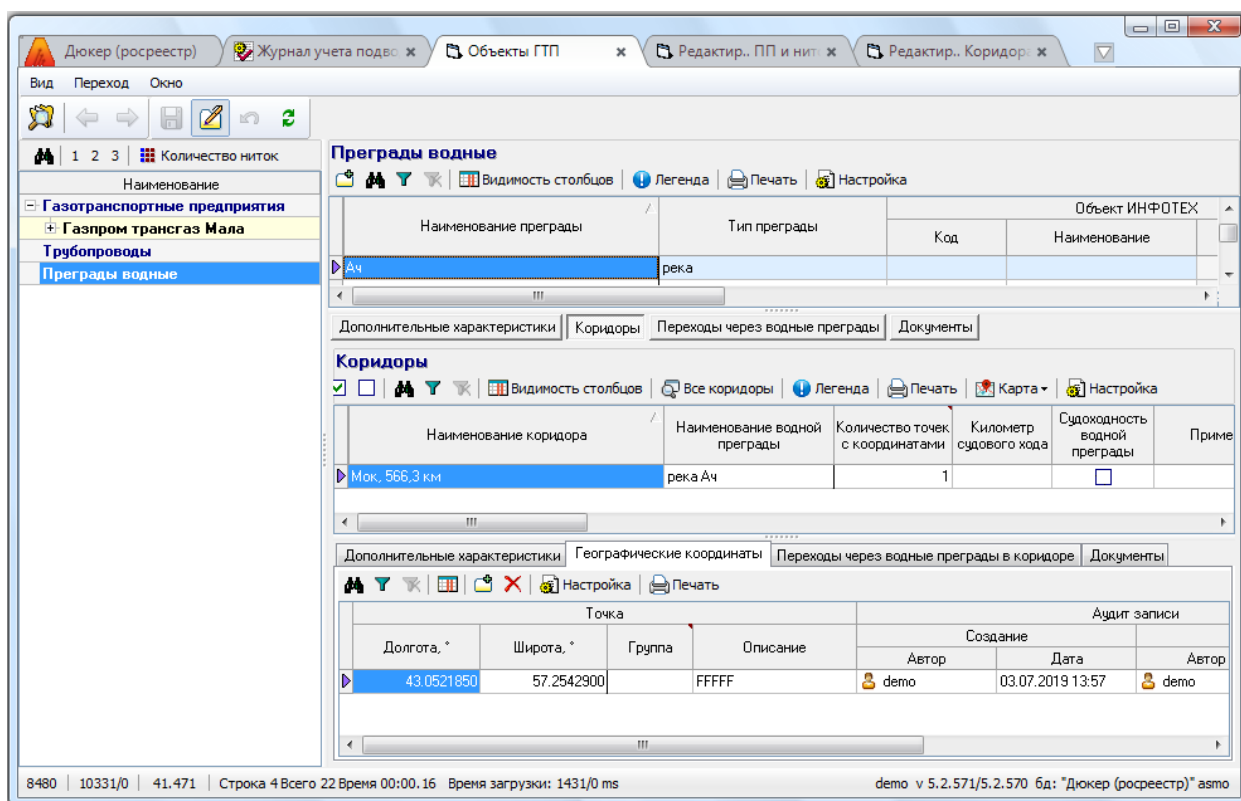 Дюкер (росреестр) Журнал учета подво Объекты ГТП Редактир.. ПП и нит Редактир.. Коридор
Вид Переход Окно
1 2 3 Количество ниток
Наименование
Газотранспортные предприятия
Газпром трансгаз Мала
Трубопроводы
Преграды водные
Преграды водные
Видимость столбцов Легенда Печать Настройка
Наименование преграды Тип преграды Объект ИНФОТЕХ
Код Наименование
Ач река
Дополнительные характеристики Коридоры Переходы через водные преграды Документы
Коридоры
Видимость столбцов Все коридоры Легенда Печать Карта Настройка
Наименование коридора Наименование водной преграды Количество точек с координатами Километр судового хода Судоходность водной преграды Приме
Мок, 566,3 км река Ач 1
Дополнительные характеристики Географические координаты Переходы через водные преграды в коридоре Документы
Настройка Печать
Точка Аудит записи
Долгота, ° Широта, ° Группа Описание Создание
Автор Дата Автор
43.0521850 57.2542900 FFFFF demo 03.07.2019 13:57 demo
8480 10331/0 41.471 Строка 4 Всего 22 Время 00:00.16 Время загрузки: 1431/0 ms demo v 5.2.571/5.2.570 бд: "Дюкер (росреестр)" asmo